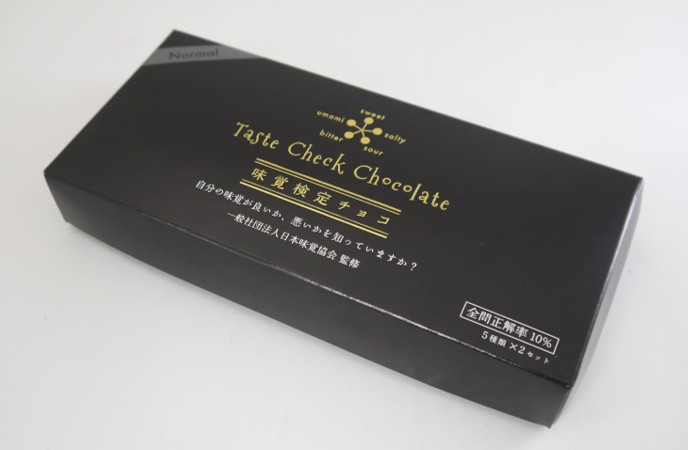 Normal
sweet
umami
salty
bitter
sour
Taste Check Chocolate
味覚検定チョコ
自分の味覚が良いか、悪いかを知っていますか?
一般社団法人日本味覚協会 監修
全問正解率10%
5種類×2セット